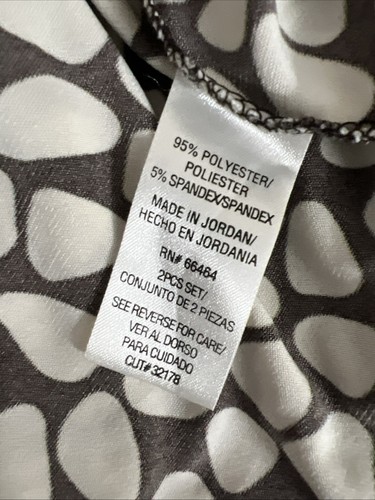 95% POLYESTER/
POLIESTER
5% SPANDEX/SPANDEX
MADE IN JORDAN/
HECHO EN JORDANIA
RN# 66464
2PCS SET/
CONJUNTO DE 2 PIEZAS
SEE REVERSE FOR CARE/
VER AL DORSO
PARA CUIDADO
CUT# 32178